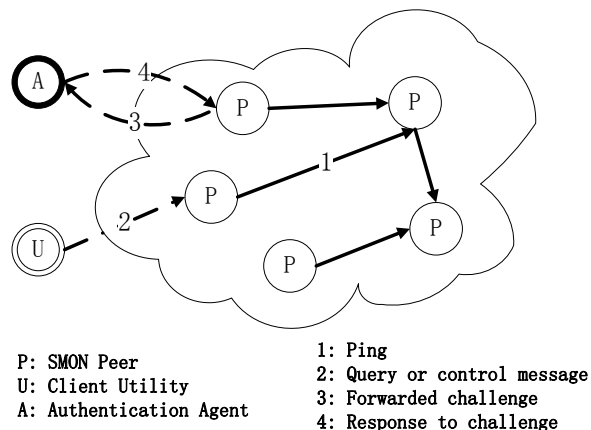 A
4
P
P
3
1
P
2
P
U
P
P: SMON Peer
U: Client Utility
A: Authentication Agent
1: Ping
2: Query or control message
3: Forwarded challenge
4: Response to challenge